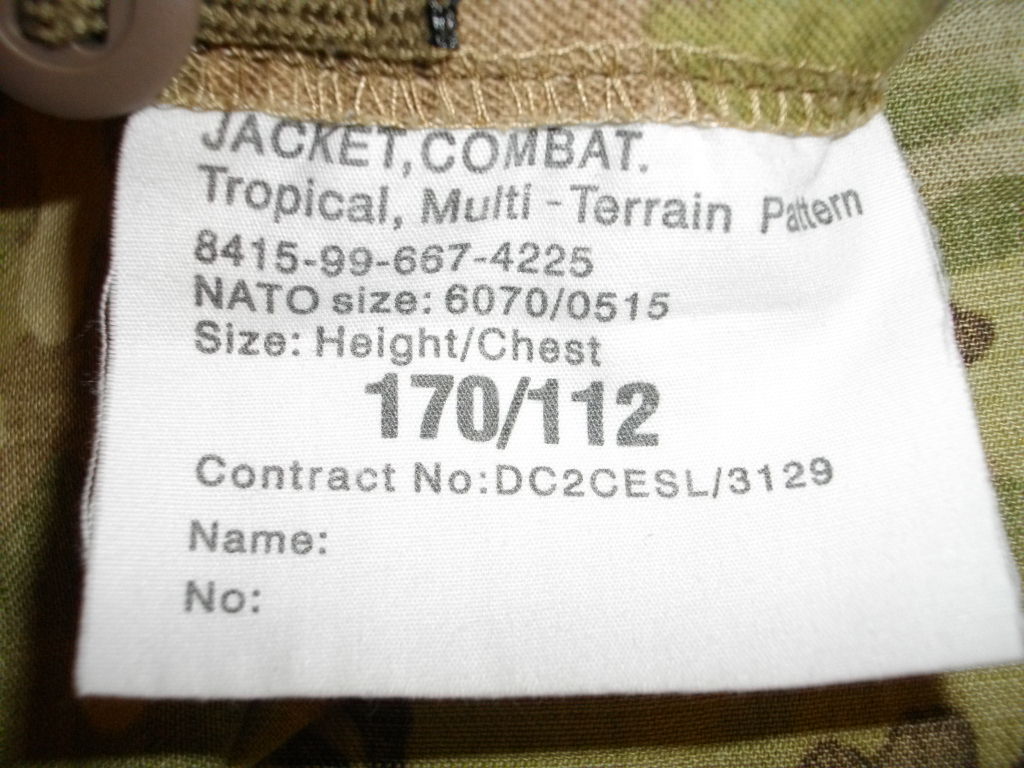 JACKET,COMBAT.
Tropical, Multi-Terrain Pattern
8415-99-667-4225
NATO size: 6070/0515
Size: Height/Chest
170/112
Contract No:DC2CESL/3129
Name:
No: